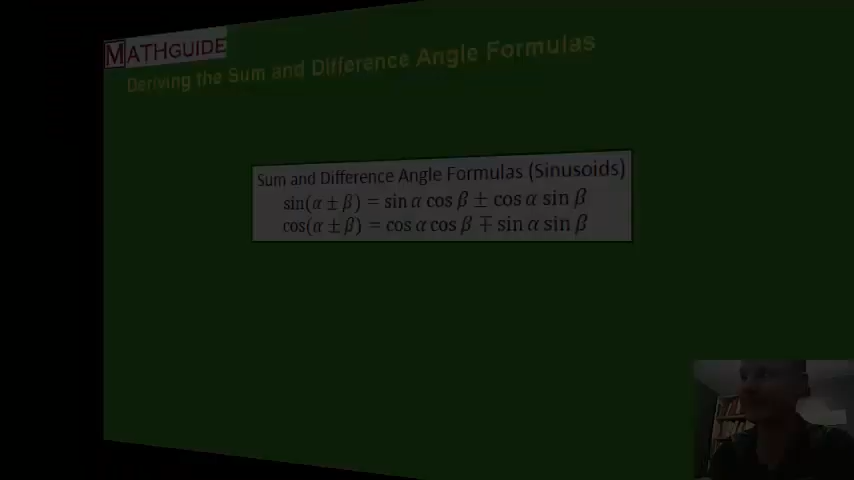 MATHGUIDE
Deriving the Sum and Difference Angle Formulas
Sum and Difference Angle Formulas (Sinusoids)
sin(α ± β) = sin α cos β ± cos α sin β
cos(α ± β) = cos α cos β ∓ sin α sin β